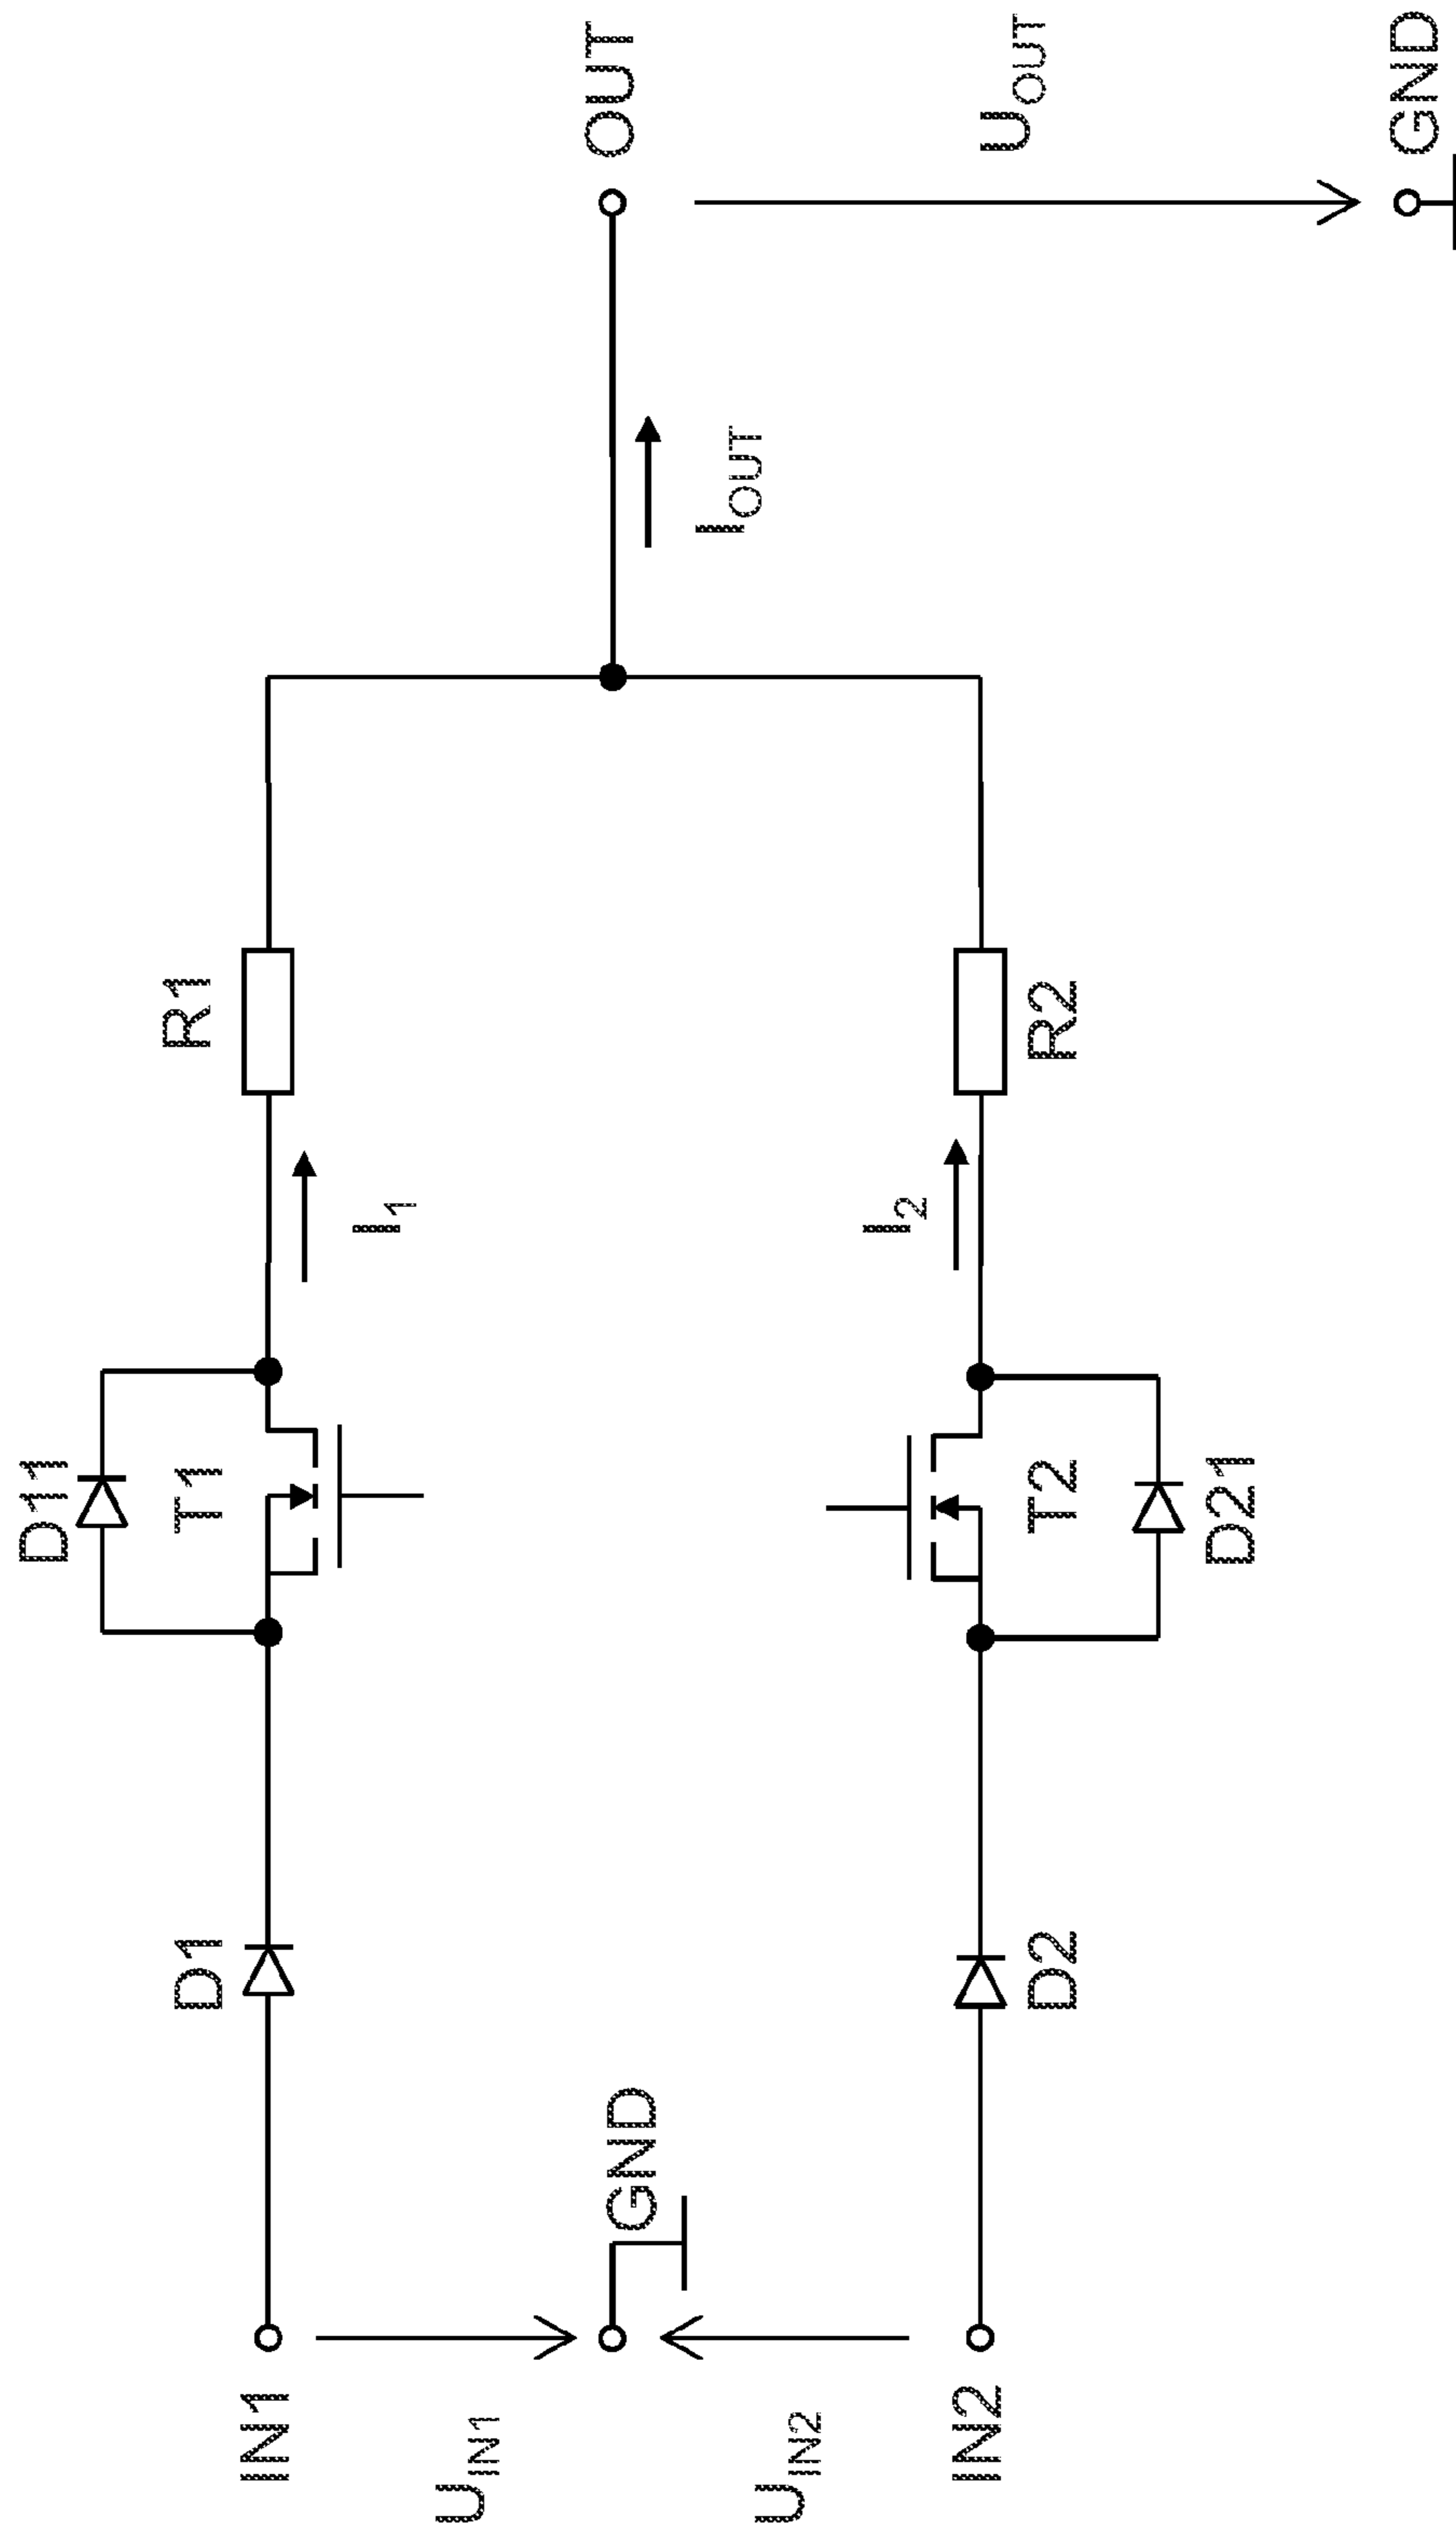 D11
T1
D1
R1
I1
IN1
UIN1
GND
OUT
IOUT
UOUT
GND
UIN2
IN2
I2
D2
T2
R2
D21